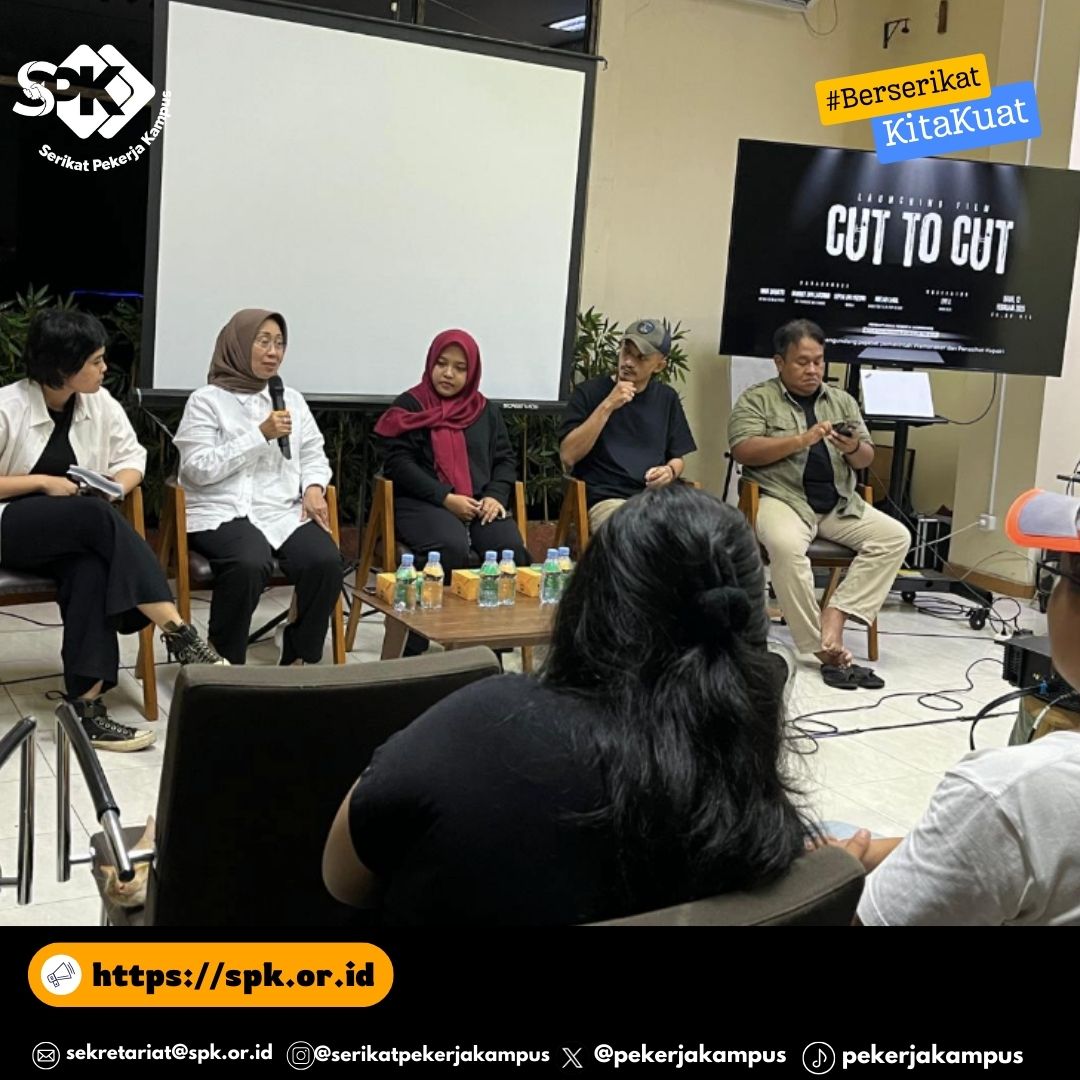 SPK
Serikat Pekerja Kampus
#Berserikat
KitaKuat
LAUNCHING FILM
CUT TO CUT
https://spk.or.id
sekretariat@spk.or.id
@serikatpekerjakampus
@pekerjakampus
pekerjakampus